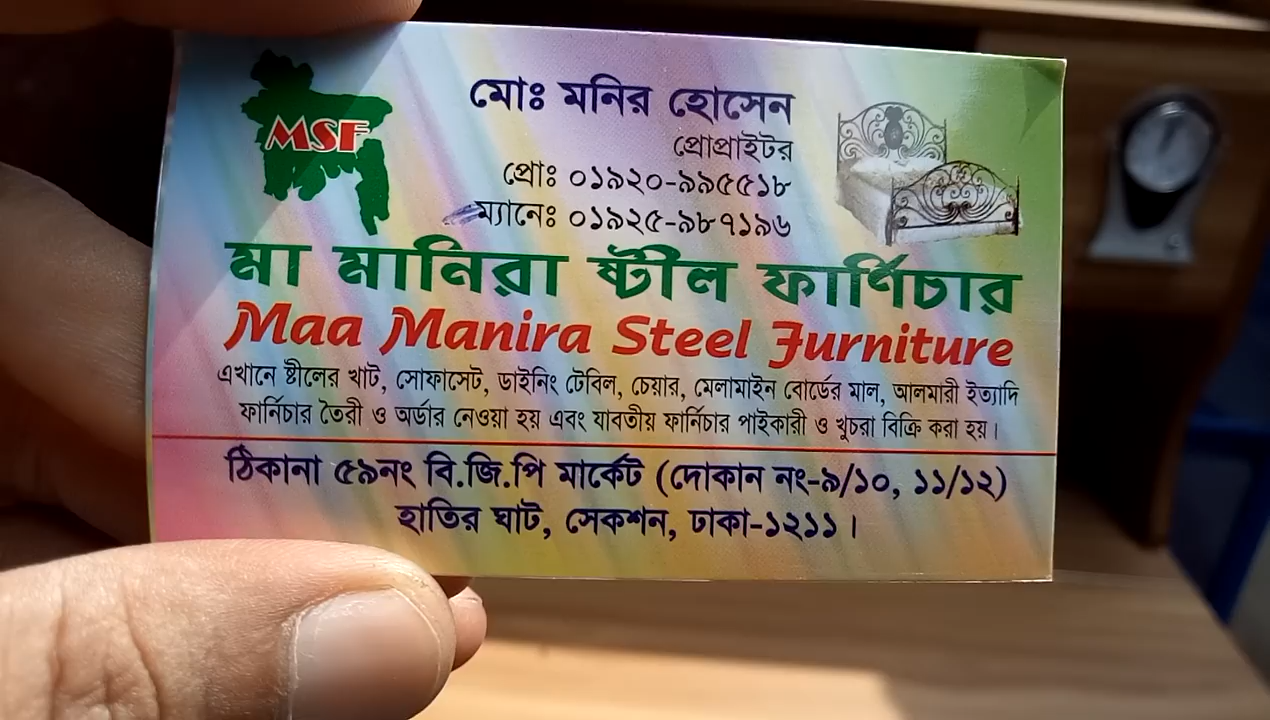 MSF
মোঃ মনির হোসেন
প্রোপ্রাইটর
প্রোঃ ০১৯২০-৯৯৫৫১৮
ম্যানেঃ ০১৯২৫-৯৮৭১৯৬
মা মানিরা ষ্টীল ফার্ণিচার
Maa Manira Steel Furniture
এখানে ষ্টীলের খাট, সোফাসেট, ডাইনিং টেবিল, চেয়ার, মেলামাইন বোর্ডের মাল, আলমারী ইত্যাদি
ফার্নিচার তৈরী ও অর্ডার নেওয়া হয় এবং যাবতীয় ফার্নিচার পাইকারী ও খুচরা বিক্রি করা হয়।
ঠিকানা ৫৯নং বি.জি.পি মার্কেট (দোকান নং-৯/১০, ১১/১২)
হাতির ঘাট, সেকশন, ঢাকা-১২১১।